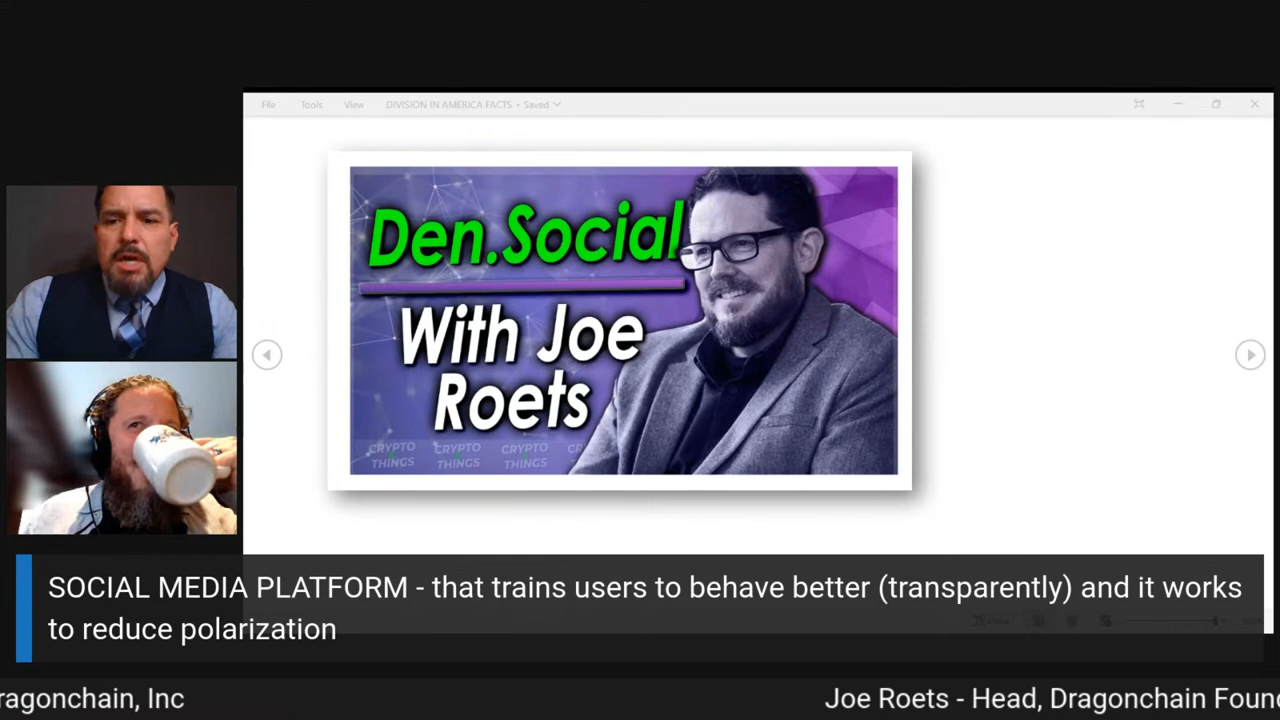 File Tools View DIVISION IN AMERICA FACTS • Saved
Den.Social
With Joe
Roets
CRYPTO CRYPTO CRYPTO
THINGS THINGS THINGS
SOCIAL MEDIA PLATFORM - that trains users to behave better (transparently) and it works
to reduce polarization
ragonchain, Inc Joe Roets - Head, Dragonchain Found